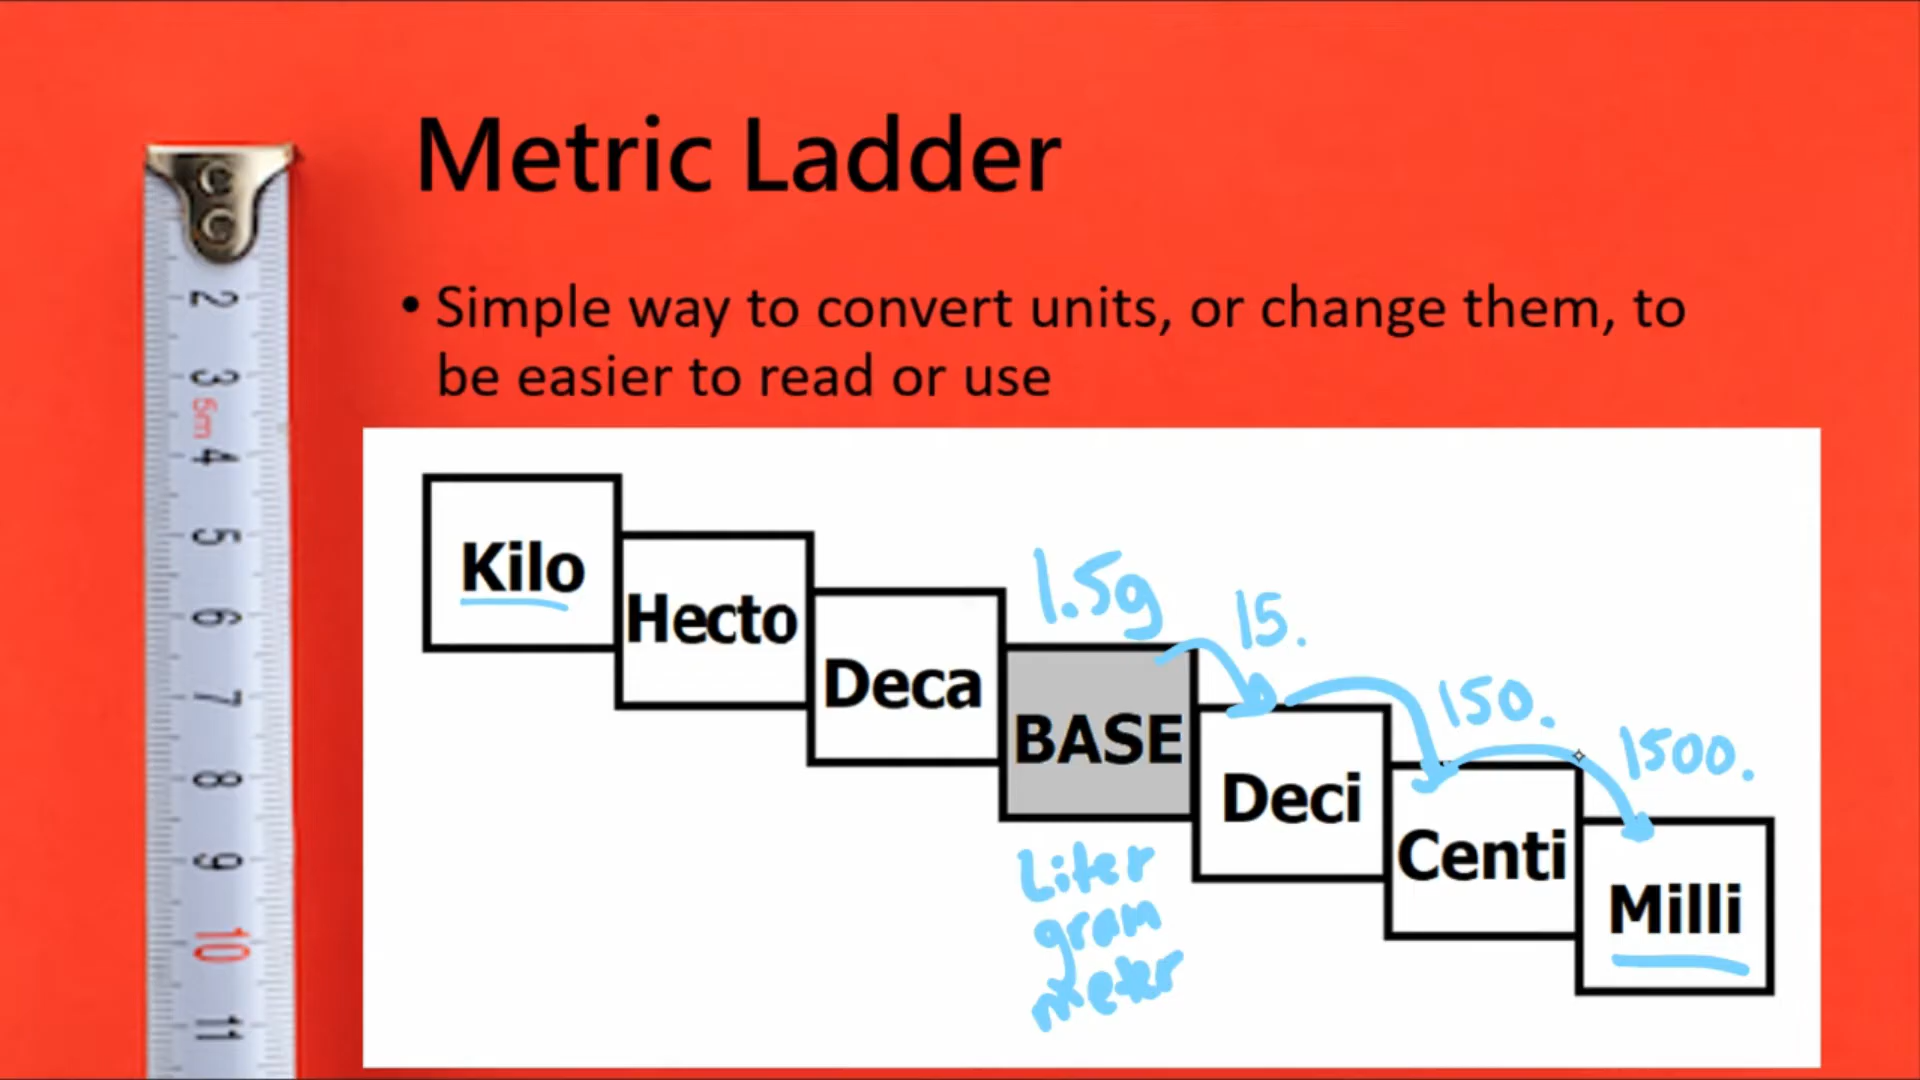 Metric Ladder
• Simple way to convert units, or change them, to
be easier to read or use
Kilo
Hecto
Deca
BASE
Deci
Centi
Milli
1.5g
15.
150.
1500.
Liter
gram
meter
2
3
5m
4
5
6
7
8
9
10
11